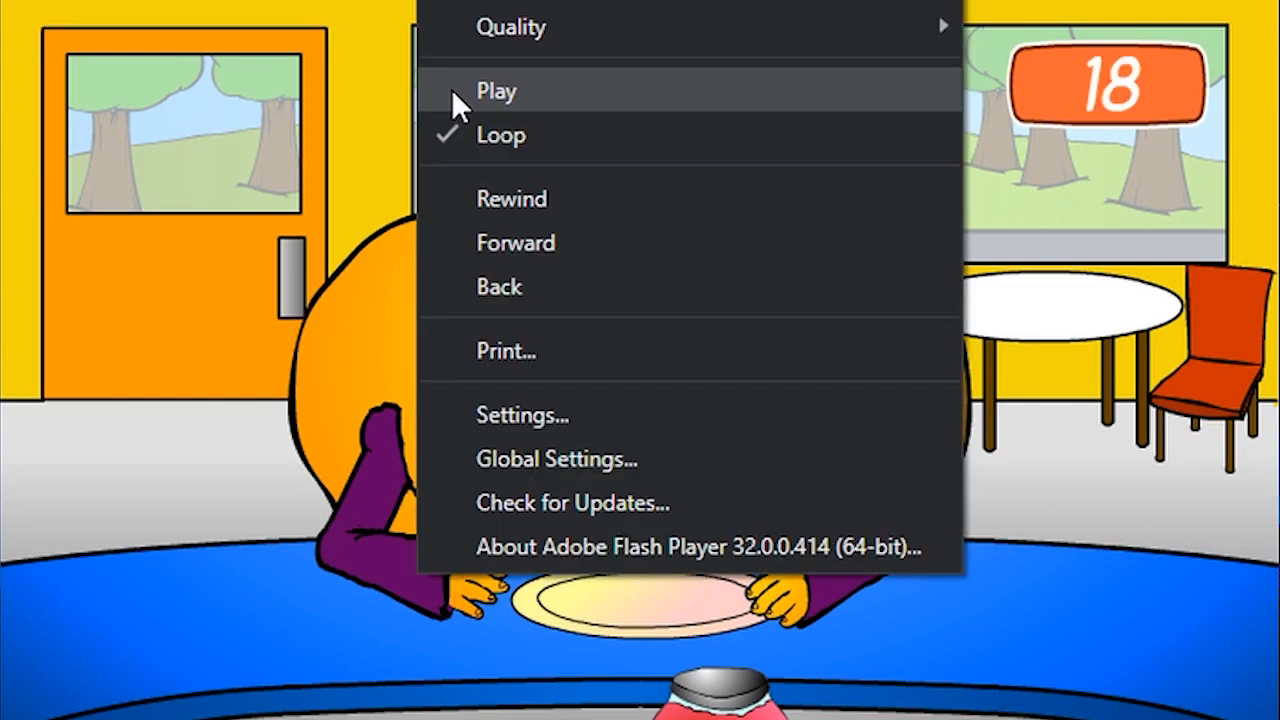 Quality
Play
18
Loop
Rewind
Forward
Back
Print...
Settings...
Global Settings...
Check for Updates...
About Adobe Flash Player 32.0.0.414 (64-bit)...